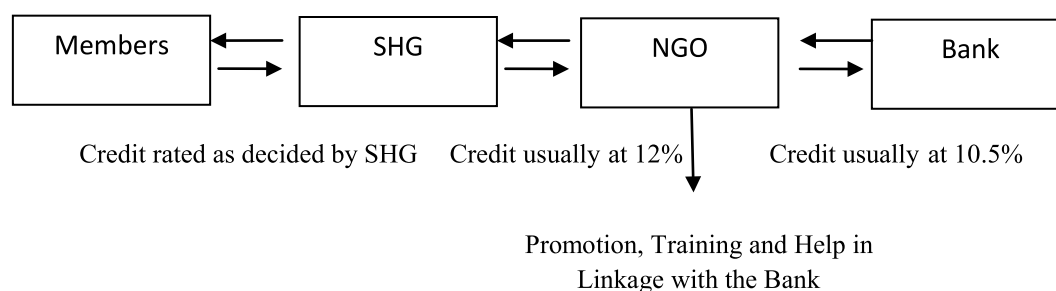 Members
SHG
NGO
Bank
Credit rated as decided by SHG
Credit usually at 12%
Credit usually at 10.5%
Promotion, Training and Help in
Linkage with the Bank